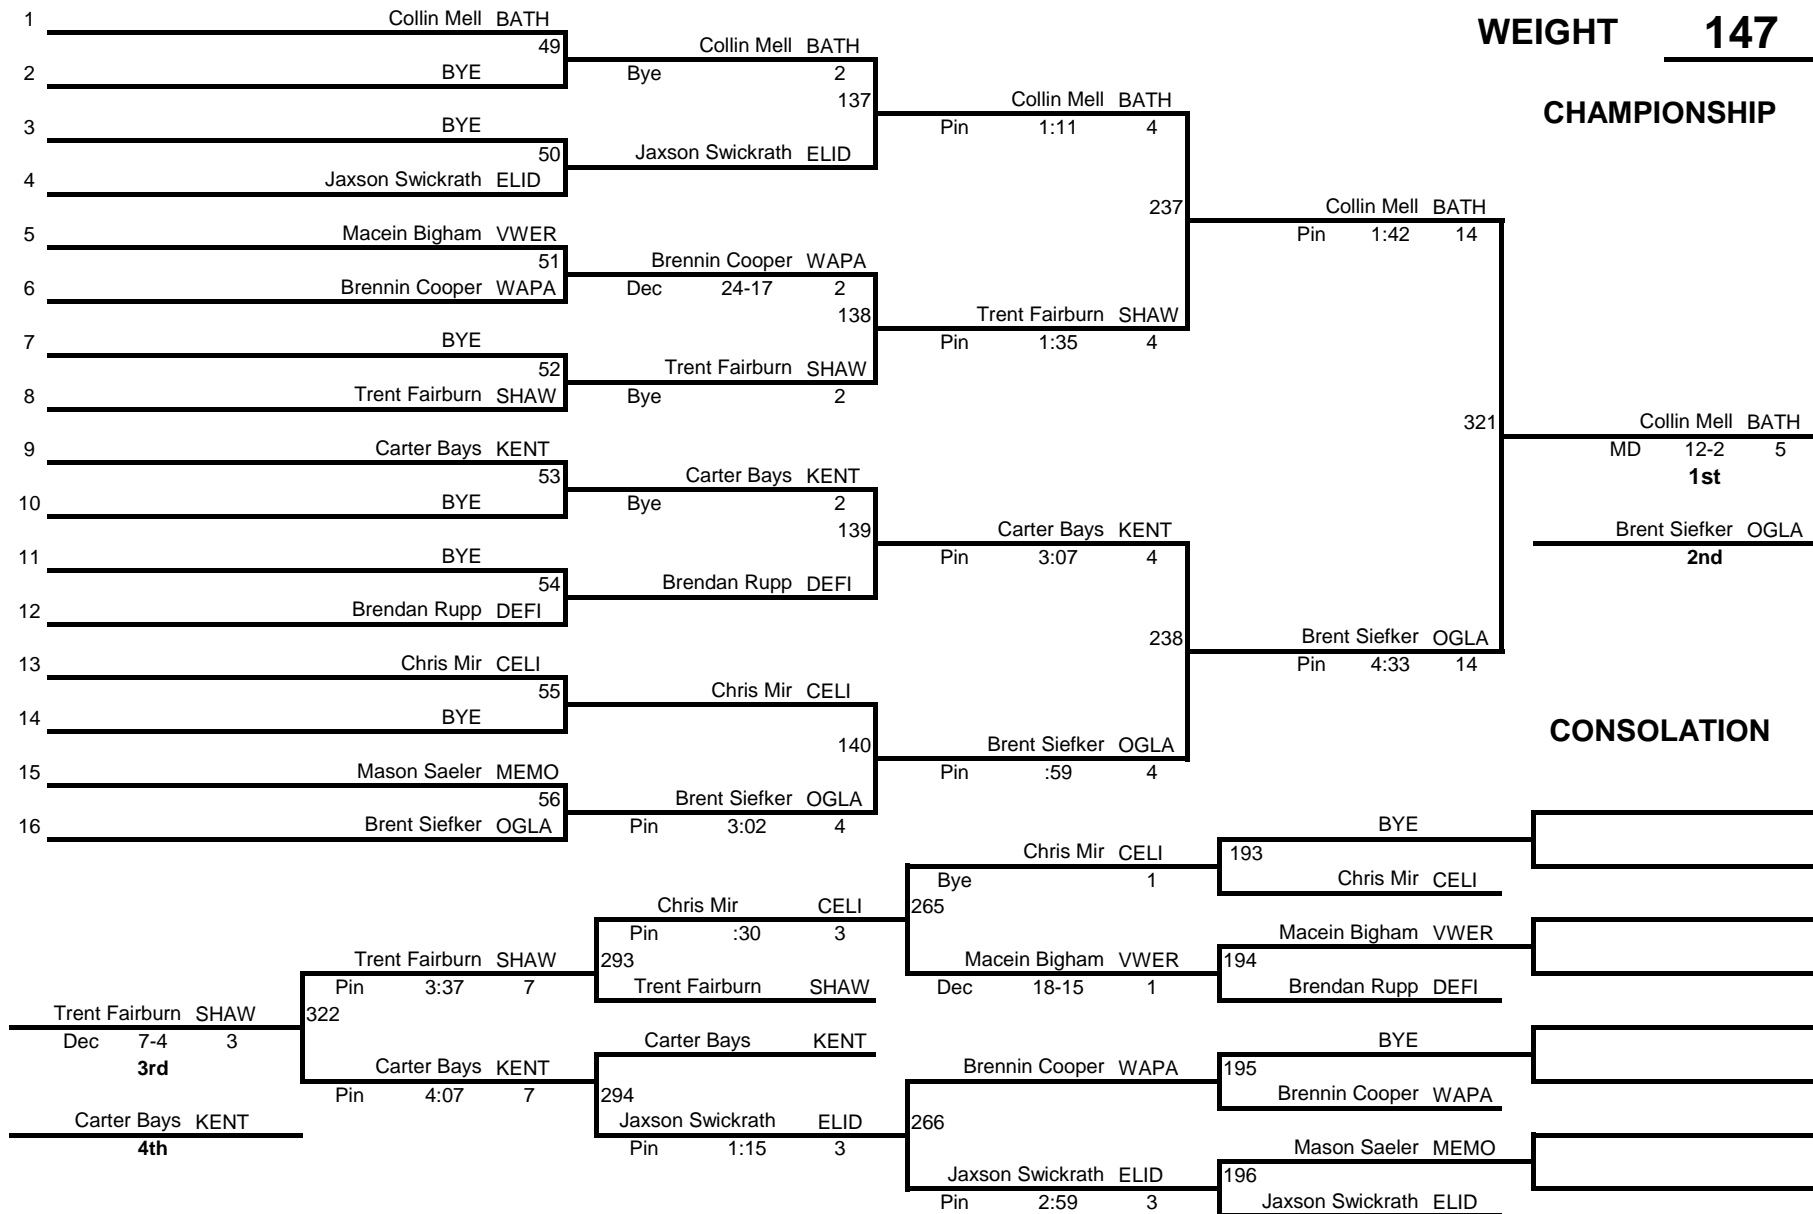 WEIGHT 147
CHAMPIONSHIP
1 Collin Mell BATH
49
2 BYE
3 BYE
50
4 Jaxson Swickrath ELID
5 Macein Bigham VWER
51
6 Brennin Cooper WAPA
7 BYE
52
8 Trent Fairburn SHAW
9 Carter Bays KENT
53
10 BYE
11 BYE
54
12 Brendan Rupp DEFI
13 Chris Mir CELI
55
14 BYE
15 Mason Saeler MEMO
56
16 Brent Siefker OGLA
Collin Mell BATH
Bye 2
137
Jaxson Swickrath ELID
Brennin Cooper WAPA
Dec 24-17 2
138
Trent Fairburn SHAW
Bye 2
Carter Bays KENT
Bye 2
139
Brendan Rupp DEFI
Chris Mir CELI
140
Brent Siefker OGLA
Pin 3:02 4
Collin Mell BATH
Pin 1:11 4
237
Trent Fairburn SHAW
Pin 1:35 4
Carter Bays KENT
Pin 3:07 4
238
Brent Siefker OGLA
Pin :59 4
Collin Mell BATH
Pin 1:42 14
321
Brent Siefker OGLA
Pin 4:33 14
Collin Mell BATH
MD 12-2 5
1st
Brent Siefker OGLA
2nd
CONSOLATION
BYE
193
Chris Mir CELI
Macein Bigham VWER
194
Brendan Rupp DEFI
BYE
195
Brennin Cooper WAPA
Mason Saeler MEMO
196
Jaxson Swickrath ELID
Chris Mir CELI
Bye 1
265
Macein Bigham VWER
Dec 18-15 1
Brennin Cooper WAPA
266
Jaxson Swickrath ELID
Pin 2:59 3
Chris Mir CELI
Pin :30 3
293
Trent Fairburn SHAW
Carter Bays KENT
294
Jaxson Swickrath ELID
Pin 1:15 3
Trent Fairburn SHAW
Pin 3:37 7
322
Carter Bays KENT
Pin 4:07 7
Trent Fairburn SHAW
Dec 7-4 3
3rd
Carter Bays KENT
4th